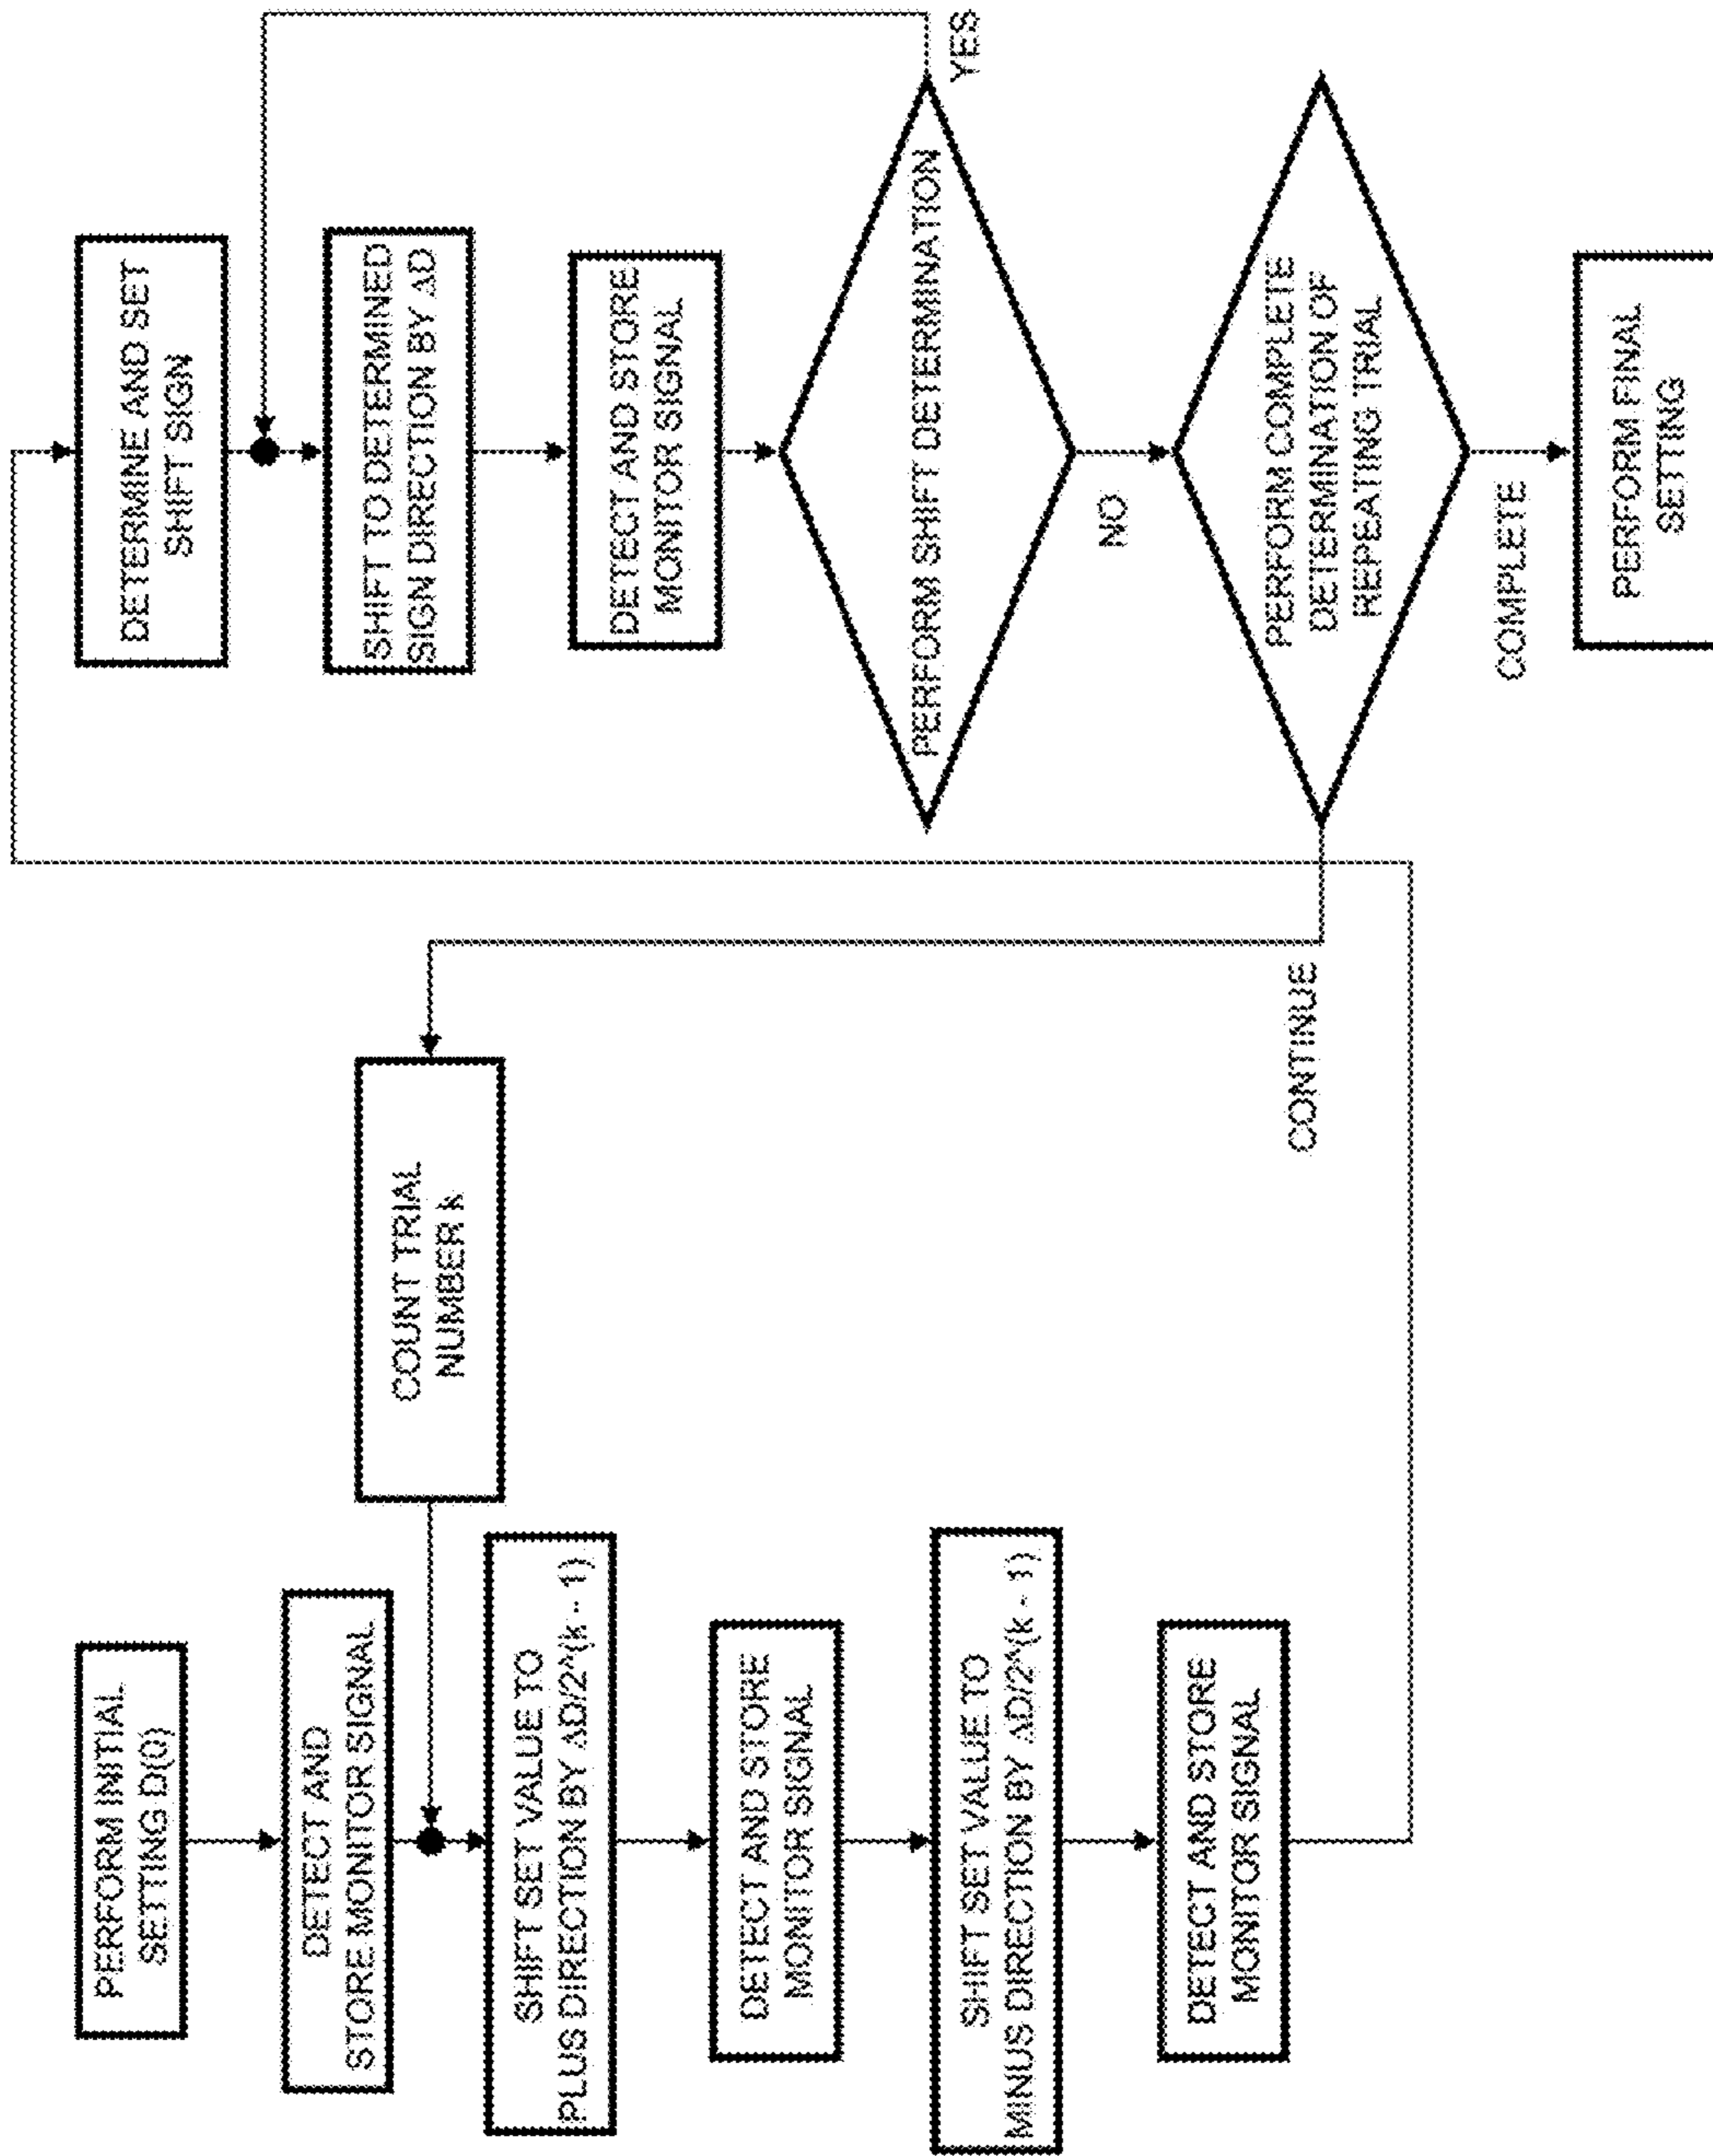 PERFORM INITIAL
SETTING D(0)
DETECT AND
STORE MONITOR SIGNAL
SHIFT SET VALUE TO
PLUS DIRECTION BY ΔD/2^(k - 1)
DETECT AND STORE
MONITOR SIGNAL
SHIFT SET VALUE TO
MINUS DIRECTION BY ΔD/2^(k - 1)
DETECT AND STORE
MONITOR SIGNAL
COUNT TRIAL
NUMBER k
DETERMINE AND SET
SHIFT SIGN
SHIFT TO DETERMINED
SIGN DIRECTION BY ΔD
DETECT AND STORE
MONITOR SIGNAL
PERFORM SHIFT DETERMINATION
YES
NO
PERFORM COMPLETE
DETERMINATION OF
REPEATING TRIAL
CONTINUE
COMPLETE
PERFORM FINAL
SETTING